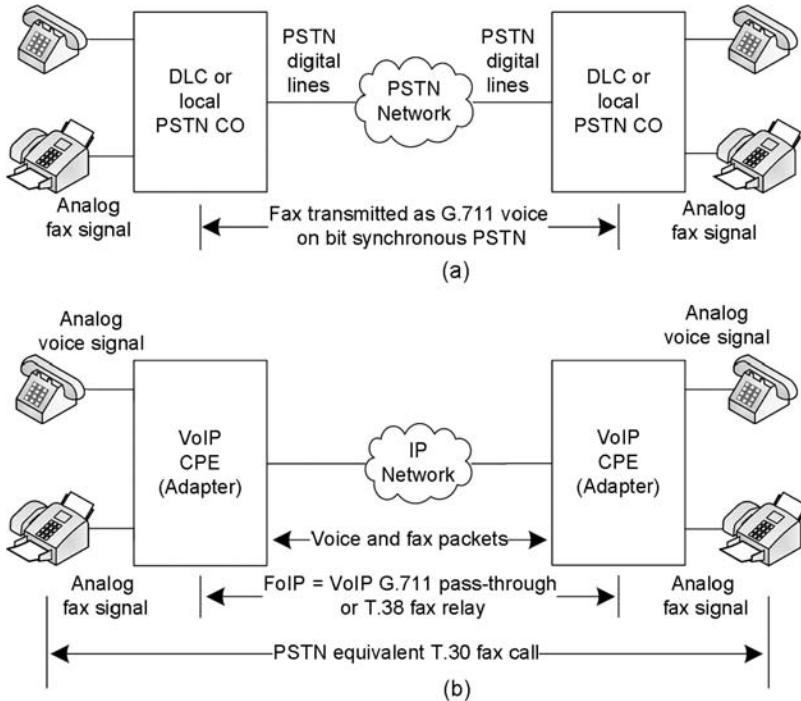 PSTN
digital
lines
PSTN
digital
lines
DLC or
local
PSTN CO
PSTN
Network
DLC or
local
PSTN CO
Analog
fax signal
Fax transmitted as G.711 voice
on bit synchronous PSTN
Analog
fax signal
(a)
Analog
voice signal
Analog
voice signal
VoIP
CPE
(Adapter)
IP
Network
VoIP
CPE
(Adapter)
Voice and fax packets
Analog
fax signal
FoIP = VoIP G.711 pass-through
or T.38 fax relay
Analog
fax signal
PSTN equivalent T.30 fax call
(b)